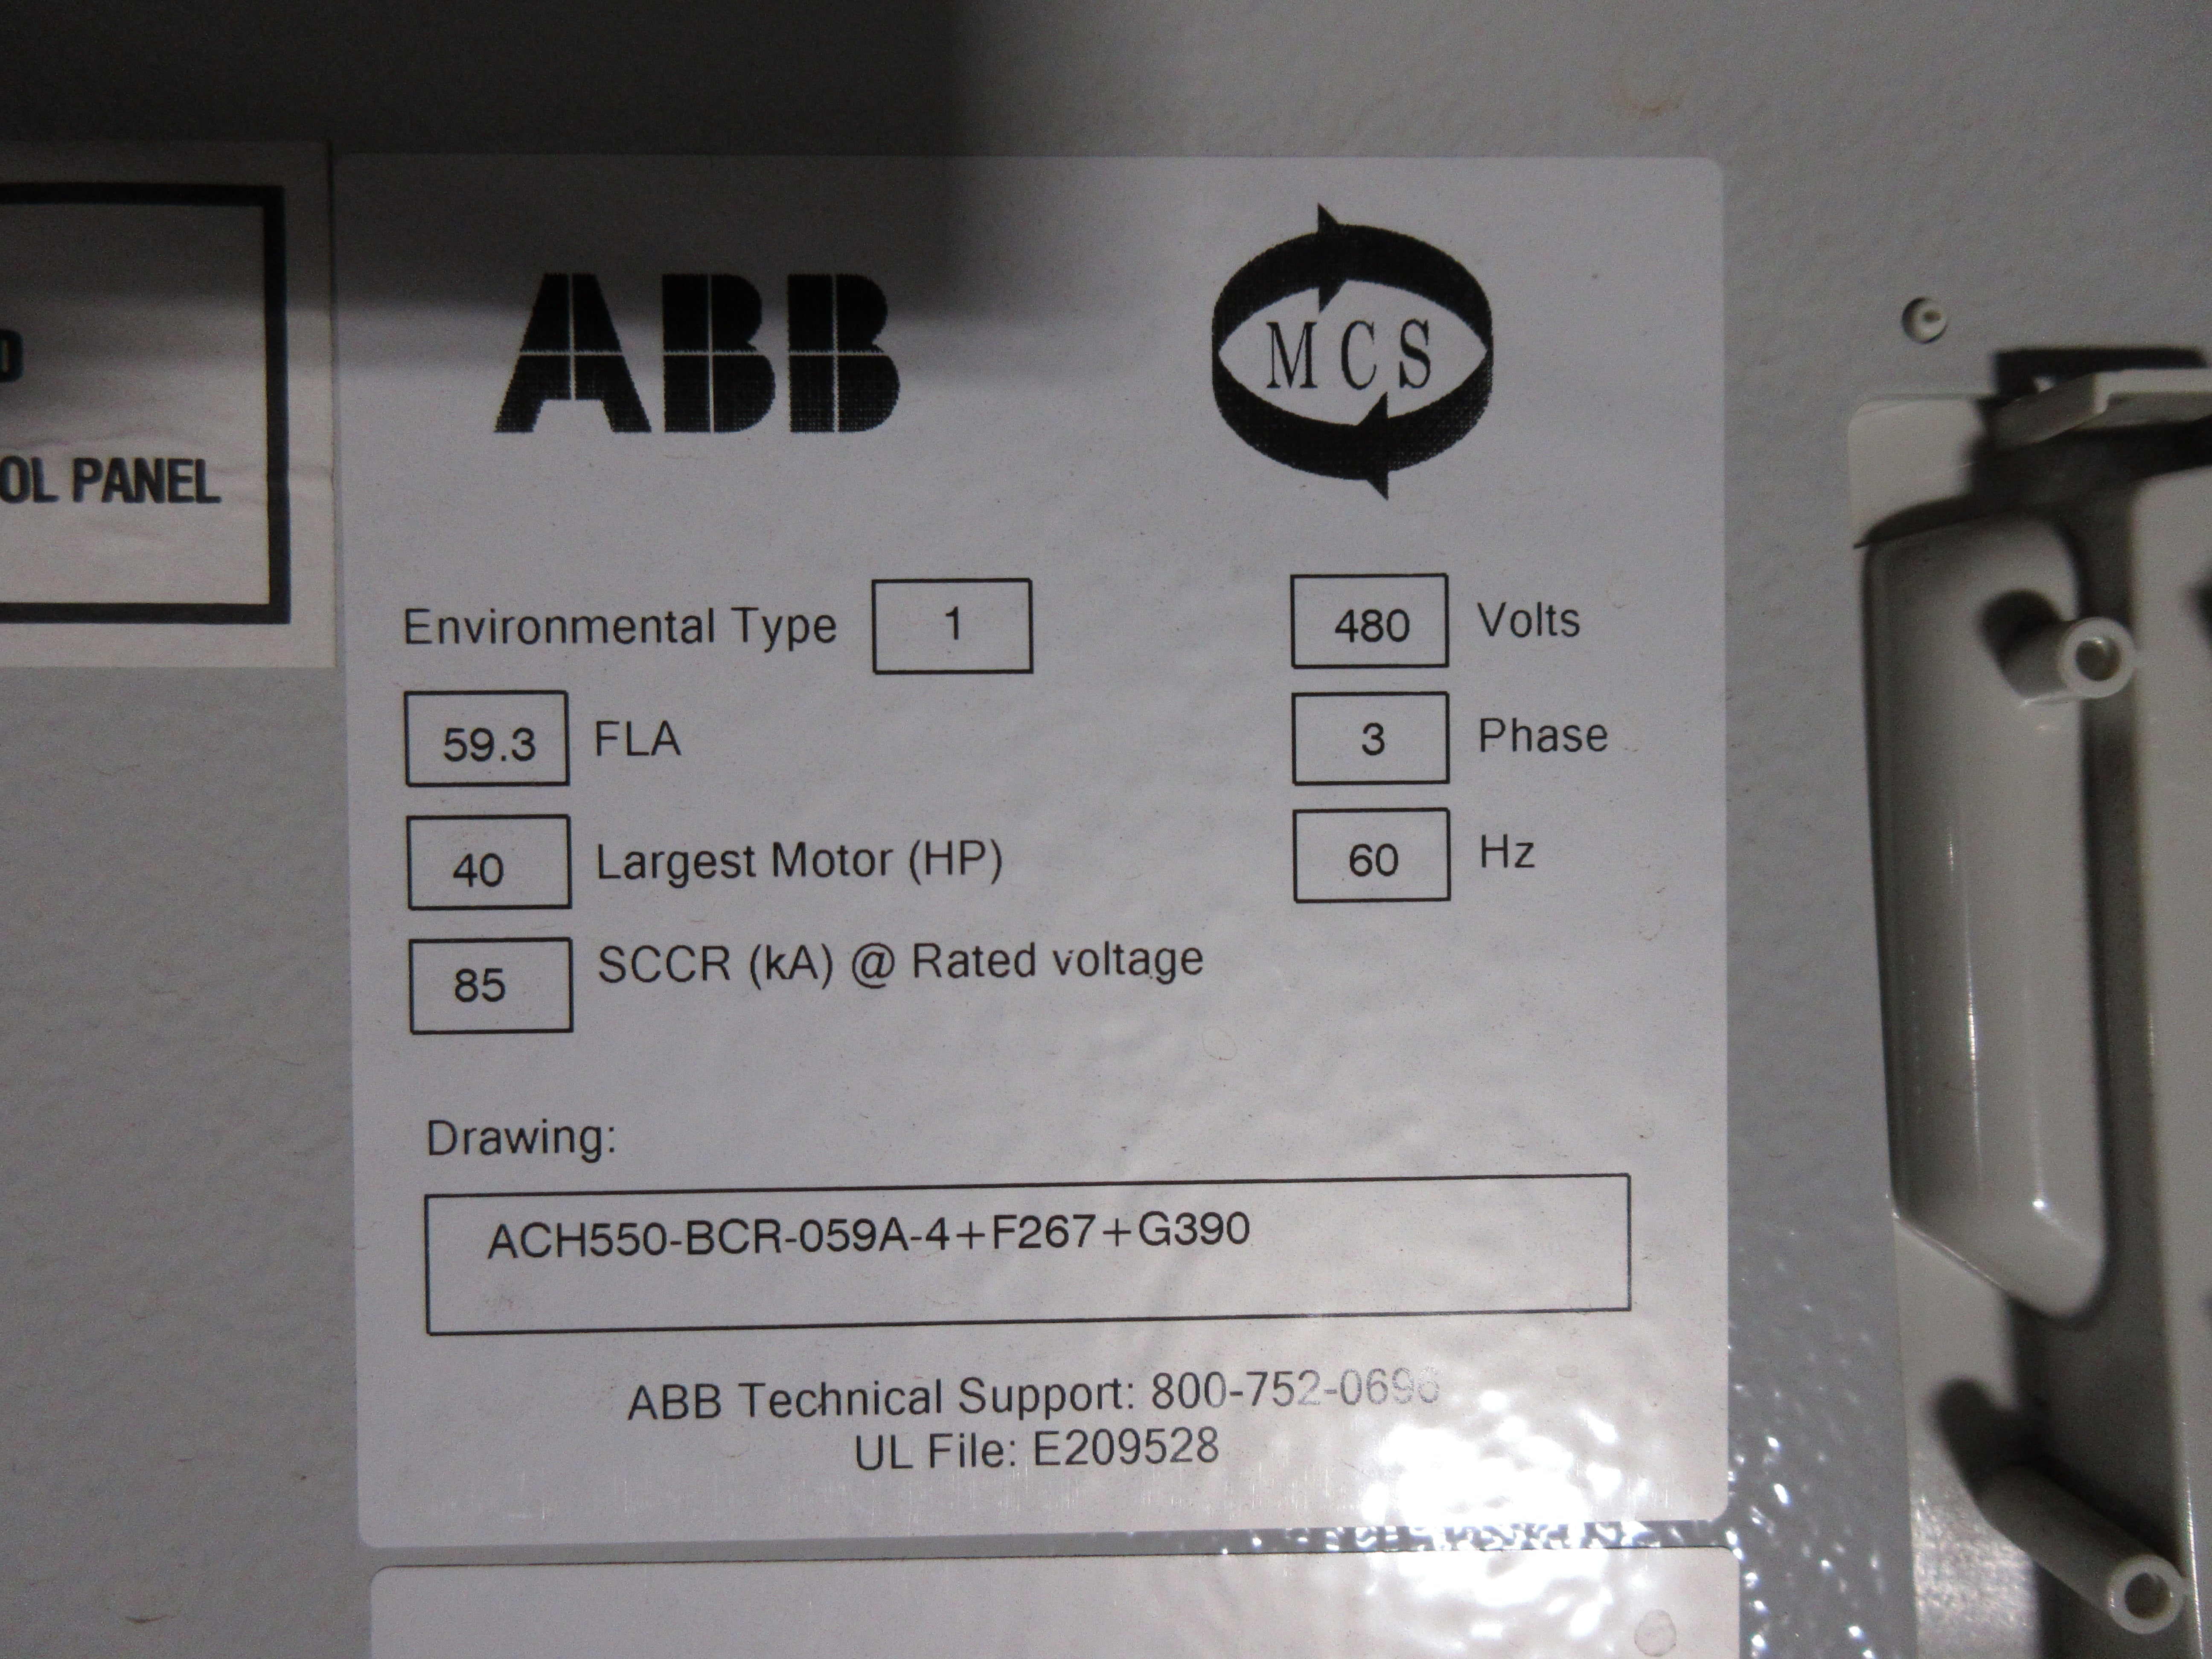 OL PANEL
ABB
MCS
Environmental Type 1
480 Volts
59.3 FLA
3 Phase
40 Largest Motor (HP)
60 Hz
85 SCCR (kA) @ Rated voltage
Drawing:
ACH550-BCR-059A-4+F267+G390
ABB Technical Support: 800-752-0696
UL File: E209528